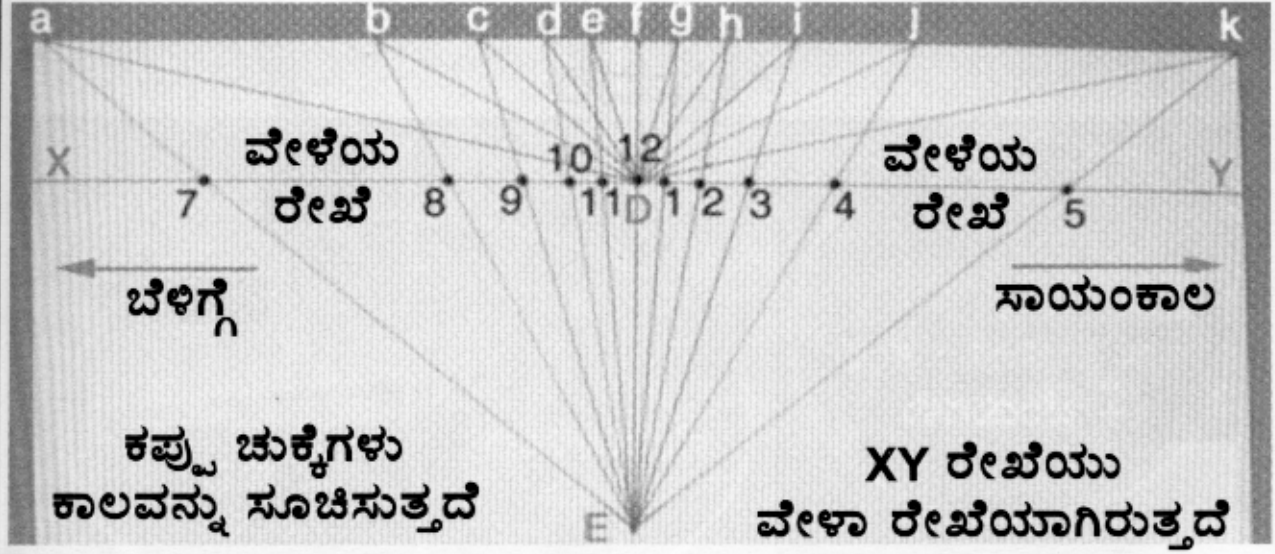 a b c d e f g h i j k
10 12
X ವೇಳೆಯ ರೇಖೆ ವೇಳೆಯ ರೇಖೆ Y
7 8 9 11 D 1 2 3 4 5
ಬೆಳಿಗ್ಗೆ ಸಾಯಂಕಾಲ
ಕಪ್ಪು ಚುಕ್ಕೆಗಳು
ಕಾಲವನ್ನು ಸೂಚಿಸುತ್ತದೆ
E
XY ರೇಖೆಯು
ವೇಳಾ ರೇಖೆಯಾಗಿರುತ್ತದೆ